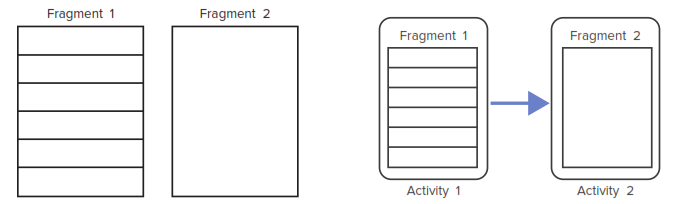 Fragment 1
Fragment 2
Fragment 1
Fragment 2
Activity 1
Activity 2